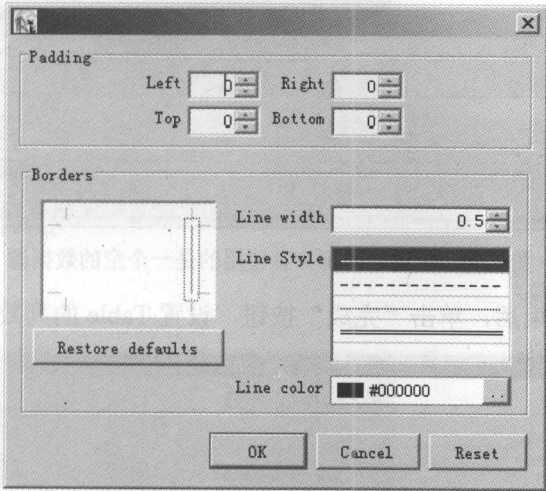 Padding
Left 0 Right 0
Top 0 Bottom 0
Borders
Line width 0.5
Line Style
Restore defaults
Line color #000000 ..
OK Cancel Reset